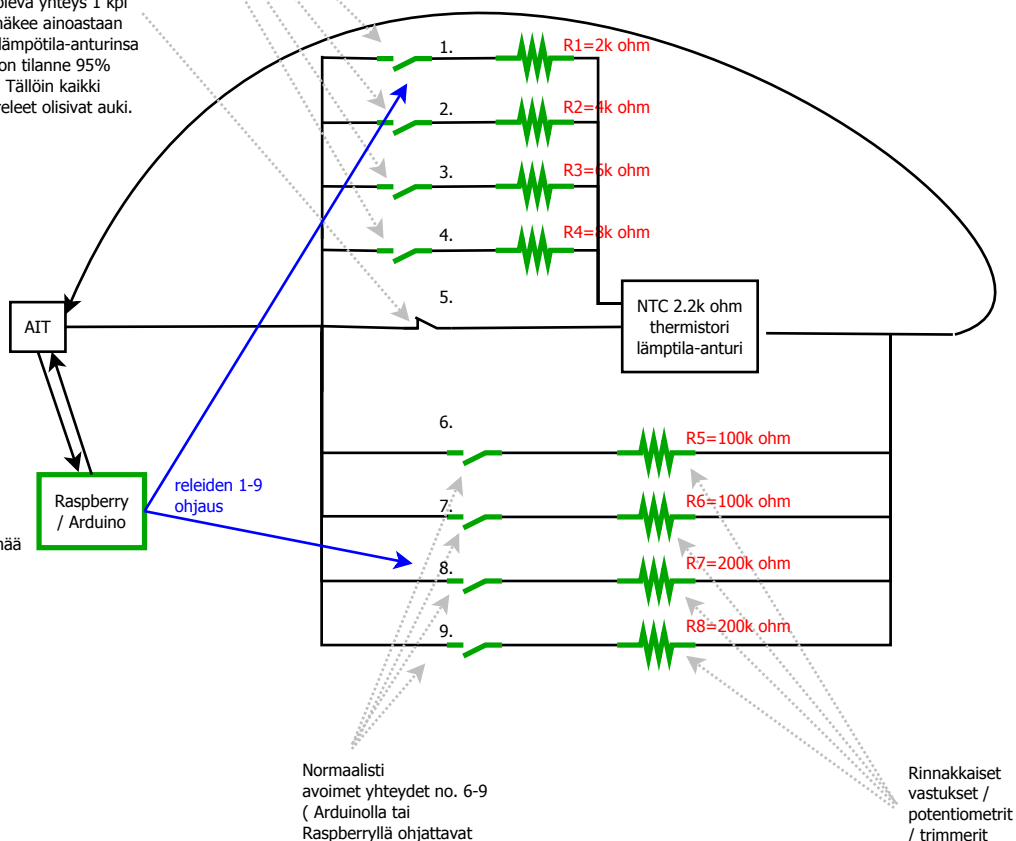 oleva yhteys 1 kpl
näkee ainoastaan
lämpötila-anturinsa
on tilanne 95%
Tällöin kaikki
releet olisivat auki.
1.
R1=2k ohm
2.
R2=4k ohm
3.
R3=6k ohm
4.
R4=8k ohm
5.
AIT
NTC 2.2k ohm
thermistori
lämptila-anturi
6.
R5=100k ohm
Raspberry
/ Arduino
releiden 1-9
ohjaus
7.
R6=100k ohm
nää
8.
R7=200k ohm
9.
R8=200k ohm
Normaalisti
avoimet yhteydet no. 6-9
( Arduinolla tai
Raspberryllä ohjattavat
Rinnakkaiset
vastukset /
potentiometrit
/ trimmerit